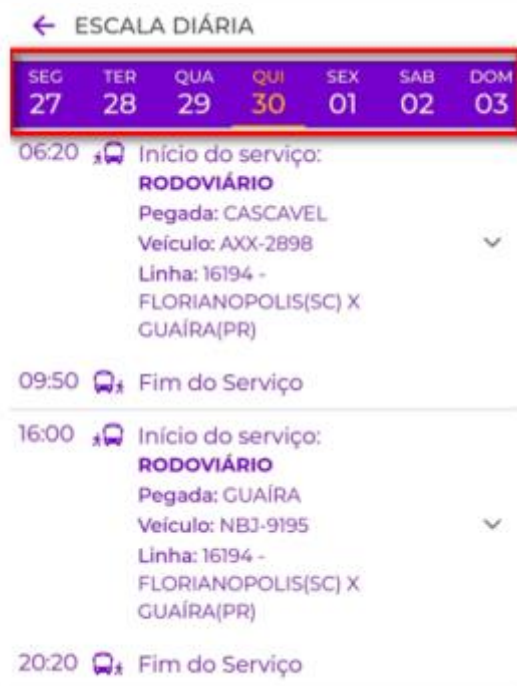 ESCALA DIÁRIA
SEG TER QUA QUI SEX SAB DOM
27 28 29 30 01 02 03
06:20 Início do serviço:
RODOVIÁRIO
Pegada: CASCAVEL
Veículo: AXX-2898
Linha: 16194 -
FLORIANOPOLIS(SC) X
GUAÍRA(PR)
09:50 Fim do Serviço
16:00 Início do serviço:
RODOVIÁRIO
Pegada: GUAÍRA
Veículo: NBJ-9195
Linha: 16194 -
FLORIANOPOLIS(SC) X
GUAÍRA(PR)
20:20 Fim do Serviço